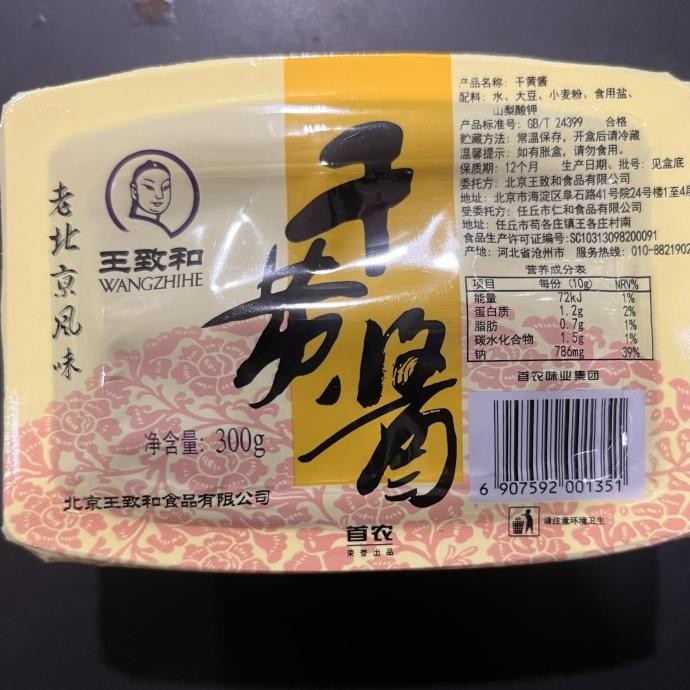 老北京风味
王致和
WANGZHIHE
干黄酱
净含量：300g
北京王致和食品有限公司
首农
荣誉出品
产品名称：干黄酱
配料：水、大豆、小麦粉、食用盐、
山梨酸钾
产品标准号：GB/T 24399 合格
贮藏方法：常温保存，开盒后请冷藏
温馨提示：如有胀盒，请勿食用。
保质期：12个月 生产日期、批号：见盒底
委托方：北京王致和食品有限公司
地址：北京市海淀区阜石路41号院24号楼1至4
受委托方：任丘市仁和食品有限公司
地址：任丘市苟各庄镇王各庄村南
食品生产许可证编号：SC10313098200091
产地：河北省沧州市 服务热线：010-8821902
营养成分表
项目 每份（10g） NRV%
能量 72kJ 1%
蛋白质 1.2g 2%
脂肪 0.7g 1%
碳水化合物 1.5g 1%
钠 786mg 39%
首农味业集团
6 907592 001351
请注意环境卫生